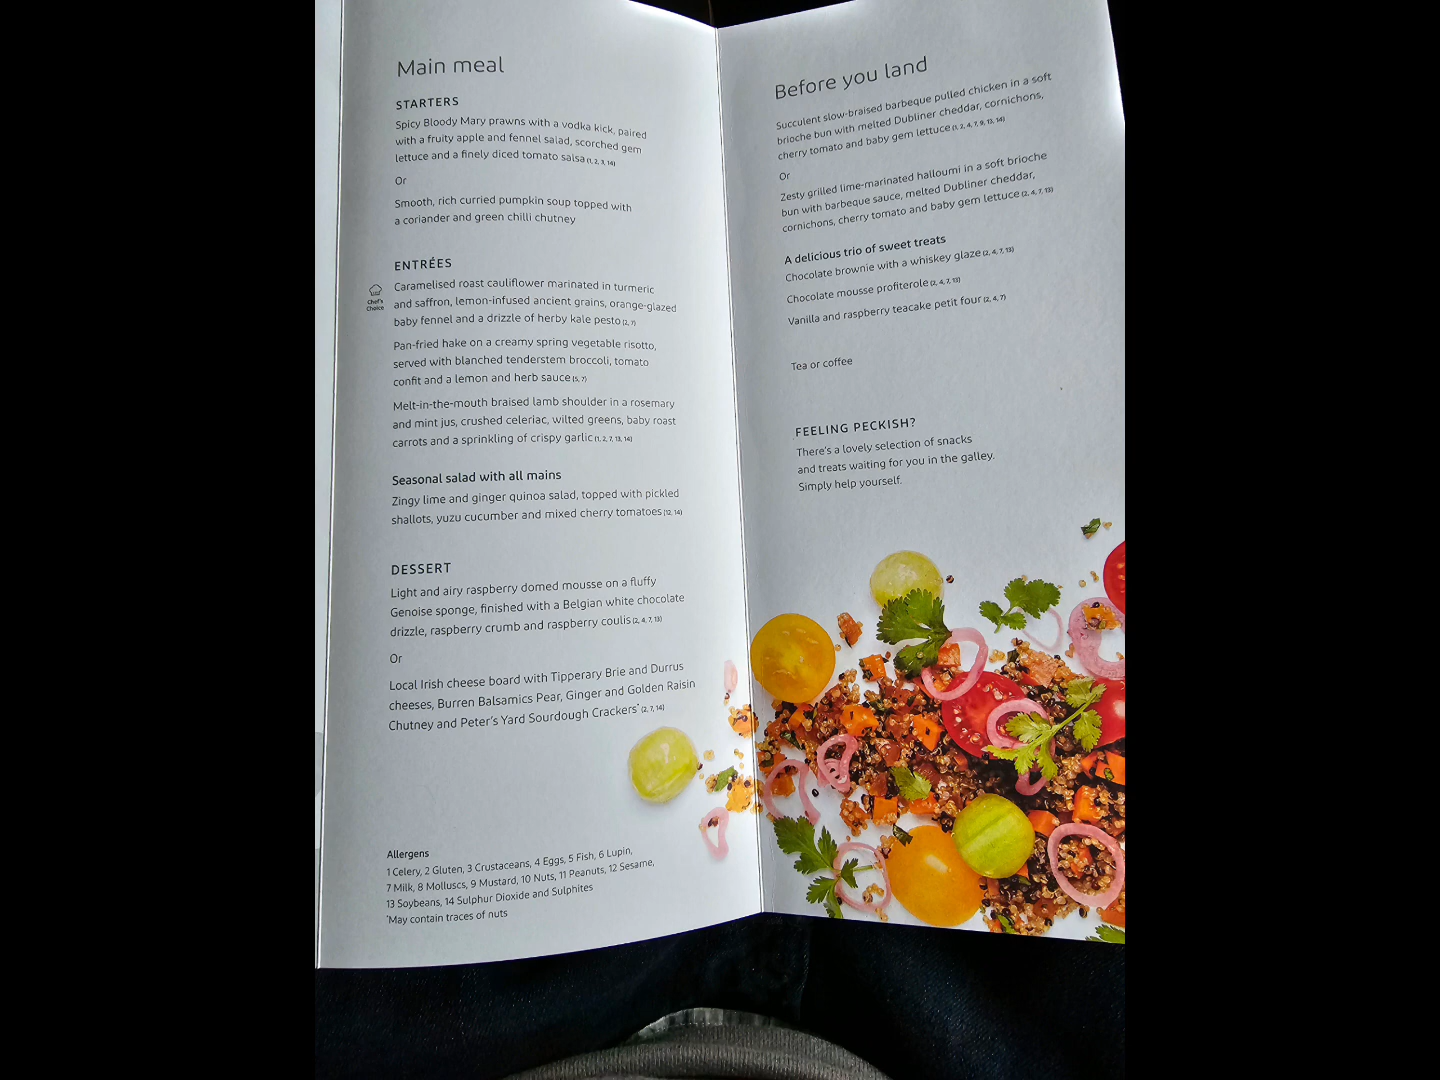 Main meal
STARTERS
Spicy Bloody Mary prawns with a vodka kick, paired
with a fruity apple and fennel salad, scorched gem
lettuce and a finely diced tomato salsa (1, 2, 3, 14)
Or
Smooth, rich curried pumpkin soup topped with
a coriander and green chilli chutney
ENTRÉES
Chef's
Choice
Caramelised roast cauliflower marinated in turmeric
and saffron, lemon-infused ancient grains, orange-glazed
baby fennel and a drizzle of herby kale pesto (2, 7)
Pan-fried hake on a creamy spring vegetable risotto,
served with blanched tenderstem broccoli, tomato
confit and a lemon and herb sauce (5, 7)
Melt-in-the-mouth braised lamb shoulder in a rosemary
and mint jus, crushed celeriac, wilted greens, baby roast
carrots and a sprinkling of crispy garlic (1, 2, 7, 13, 14)
Seasonal salad with all mains
Zingy lime and ginger quinoa salad, topped with pickled
shallots, yuzu cucumber and mixed cherry tomatoes (12, 14)
DESSERT
Light and airy raspberry domed mousse on a fluffy
Genoise sponge, finished with a Belgian white chocolate
drizzle, raspberry crumb and raspberry coulis (2, 4, 7, 13)
Or
Local Irish cheese board with Tipperary Brie and Durrus
cheeses, Burren Balsamics Pear, Ginger and Golden Raisin
Chutney and Peter's Yard Sourdough Crackers* (2, 7, 14)
Allergens
1 Celery, 2 Gluten, 3 Crustaceans, 4 Eggs, 5 Fish, 6 Lupin,
7 Milk, 8 Molluscs, 9 Mustard, 10 Nuts, 11 Peanuts, 12 Sesame,
13 Soybeans, 14 Sulphur Dioxide and Sulphites
*May contain traces of nuts
Before you land
Succulent slow-braised barbeque pulled chicken in a soft
brioche bun with melted Dubliner cheddar, cornichons,
cherry tomato and baby gem lettuce (1, 2, 4, 7, 9, 13, 14)
Or
Zesty grilled lime-marinated halloumi in a soft brioche
bun with barbeque sauce, melted Dubliner cheddar,
cornichons, cherry tomato and baby gem lettuce (2, 4, 7, 13)
A delicious trio of sweet treats
Chocolate brownie with a whiskey glaze (2, 4, 7, 13)
Chocolate mousse profiterole (2, 4, 7, 13)
Vanilla and raspberry teacake petit four (2, 4, 7)
Tea or coffee
FEELING PECKISH?
There's a lovely selection of snacks
and treats waiting for you in the galley.
Simply help yourself.